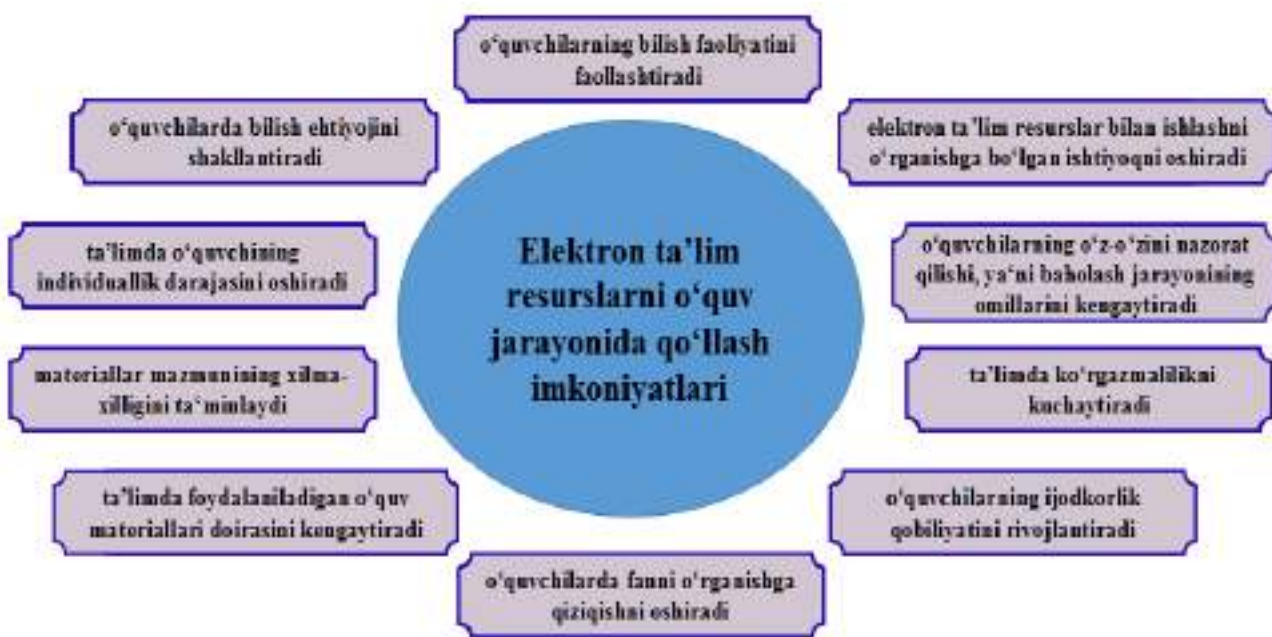 o‘quvchilarning bilish faoliyatini
faollashtiradi
o‘quvchilarda bilish ehtiyojini
shakllantiradi
elektron ta’lim resurslar bilan ishlashni
o‘rganishga bo‘lgan ishtiyoqni oshiradi
ta’limda o‘quvchining
individuallik darajasini oshiradi
Elektron ta’lim
resurslarni o‘quv
jarayonida qo‘llash
imkoniyatlari
o‘quvchilarning o‘z-o‘zini nazorat
qilishi, ya‘ni baholash jarayonining
omillarini kengaytiradi
materiallar mazmunining xilma-
xilligini ta‘minlaydi
ta’limda ko‘rgazmalilikni
kuchaytiradi
ta’limda foydalaniladigan o‘quv
materiallari doirasini kengaytiradi
o‘quvchilarning ijodkorlik
qobiliyatini rivojlantiradi
o‘quvchilarda fanni o‘rganishga
qiziqishni oshiradi